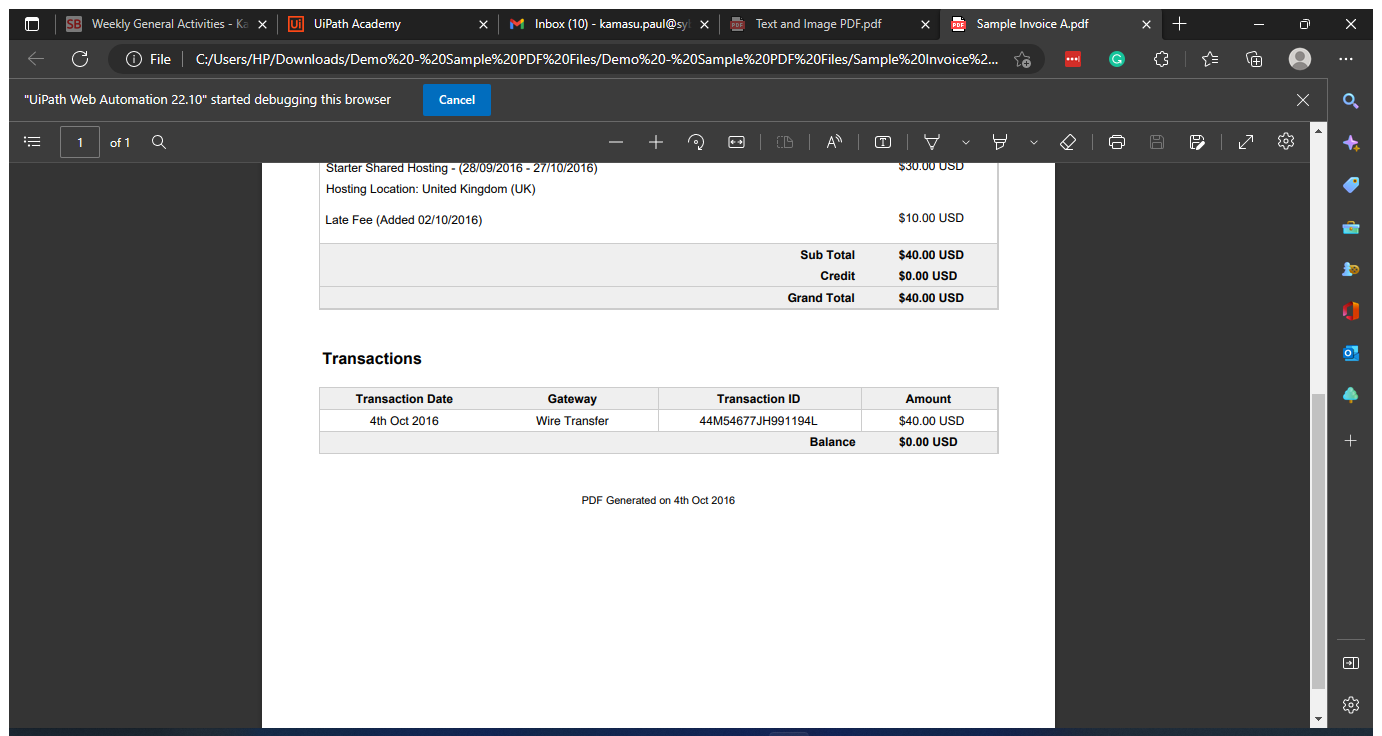 SB Weekly General Activities - Ka
Ui UiPath Academy
Inbox (10) - kamasu.paul@syl
PDF Text and Image PDF.pdf
PDF Sample Invoice A.pdf
File C:/Users/HP/Downloads/Demo%20-%20Sample%20PDF%20Files/Demo%20-%20Sample%20PDF%20Files/Sample%20Invoice%2...
"UiPath Web Automation 22.10" started debugging this browser Cancel
1 of 1
Starter Shared Hosting - (28/09/2016 - 27/10/2016) $30.00 USD
Hosting Location: United Kingdom (UK)
Late Fee (Added 02/10/2016) $10.00 USD
Sub Total $40.00 USD
Credit $0.00 USD
Grand Total $40.00 USD
Transactions
Transaction Date Gateway Transaction ID Amount
4th Oct 2016 Wire Transfer 44M54677JH991194L $40.00 USD
Balance $0.00 USD
PDF Generated on 4th Oct 2016